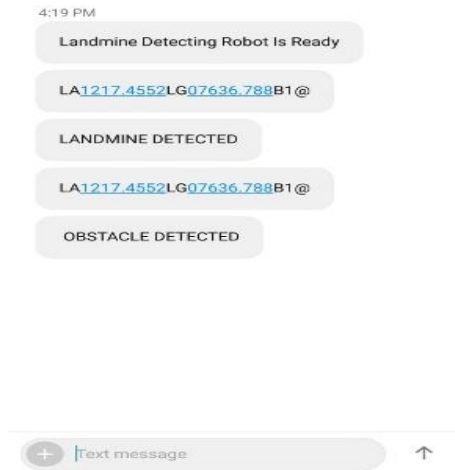 4:19 PM
Landmine Detecting Robot Is Ready
LA1217.4552LG07636.788B1@
LANDMINE DETECTED
LA1217.4552LG07636.788B1@
OBSTACLE DETECTED
Text message